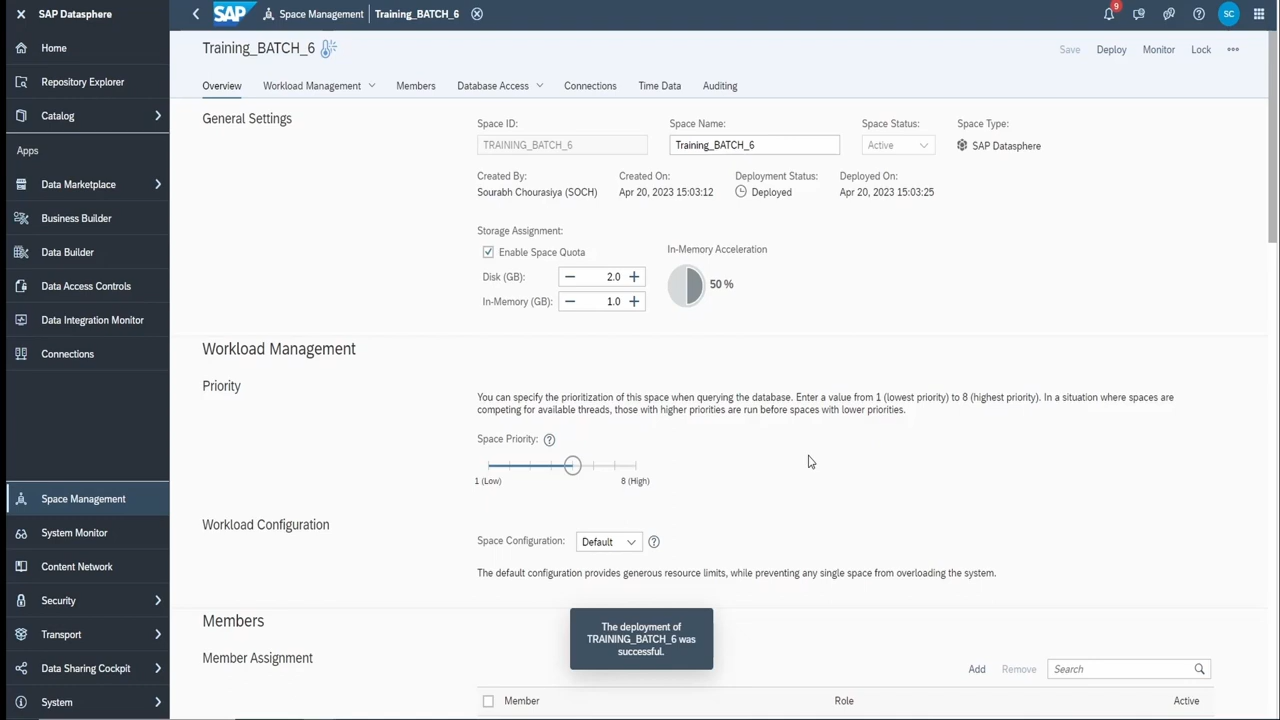 SAP Datasphere
SAP
Space Management
Training_BATCH_6
9
SC
Home
Repository Explorer
Catalog
Apps
Data Marketplace
Business Builder
Data Builder
Data Access Controls
Data Integration Monitor
Connections
Space Management
System Monitor
Content Network
Security
Transport
Data Sharing Cockpit
System
Training_BATCH_6
Save
Deploy
Monitor
Lock
Overview
Workload Management
Members
Database Access
Connections
Time Data
Auditing
General Settings
Space ID:
TRAINING_BATCH_6
Space Name:
Training_BATCH_6
Space Status:
Active
Space Type:
SAP Datasphere
Created By:
Sourabh Chourasiya (SOCH)
Created On:
Apr 20, 2023 15:03:12
Deployment Status:
Deployed
Deployed On:
Apr 20, 2023 15:03:25
Storage Assignment:
Enable Space Quota
Disk (GB):
2.0
In-Memory (GB):
1.0
In-Memory Acceleration
50 %
Workload Management
Priority
You can specify the prioritization of this space when querying the database. Enter a value from 1 (lowest priority) to 8 (highest priority). In a situation where spaces are
competing for available threads, those with higher priorities are run before spaces with lower priorities.
Space Priority:
1 (Low)
8 (High)
Workload Configuration
Space Configuration:
Default
The default configuration provides generous resource limits, while preventing any single space from overloading the system.
Members
Member Assignment
The deployment of
TRAINING_BATCH_6 was
successful.
Add
Remove
Search
Member
Role
Active